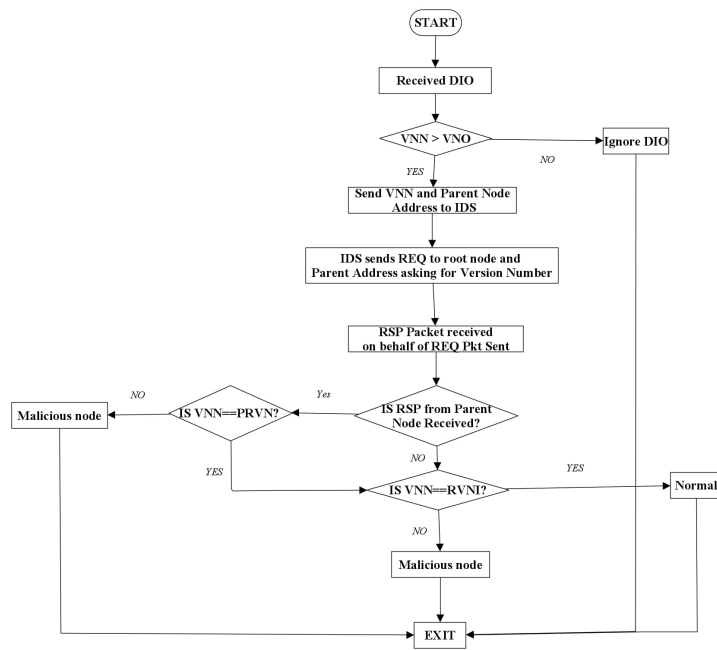 START
Received DIO
VNN > VNO
NO
Ignore DIO
YES
Send VNN and Parent Node
Address to IDS
IDS sends REQ to root node and
Parent Address asking for Version Number
RSP Packet received
on behalf of REQ Pkt Sent
IS RSP from Parent
Node Received?
Yes
IS VNN==PRVN?
NO
Malicious node
YES
NO
IS VNN==RVNI?
YES
Normal
NO
Malicious node
EXIT